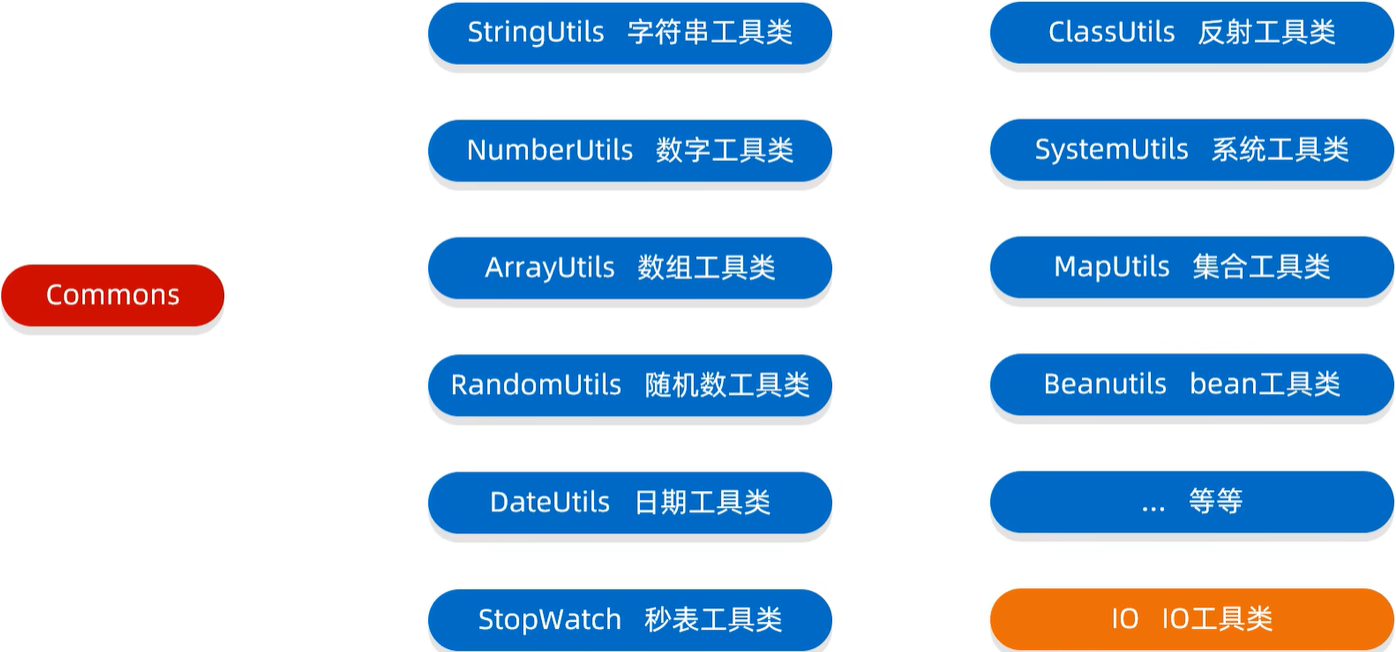 Commons
StringUtils 字符串工具类
NumberUtils 数字工具类
ArrayUtils 数组工具类
RandomUtils 随机数工具类
DateUtils 日期工具类
StopWatch 秒表工具类
ClassUtils 反射工具类
SystemUtils 系统工具类
MapUtils 集合工具类
Beanutils bean工具类
... 等等
IO IO工具类